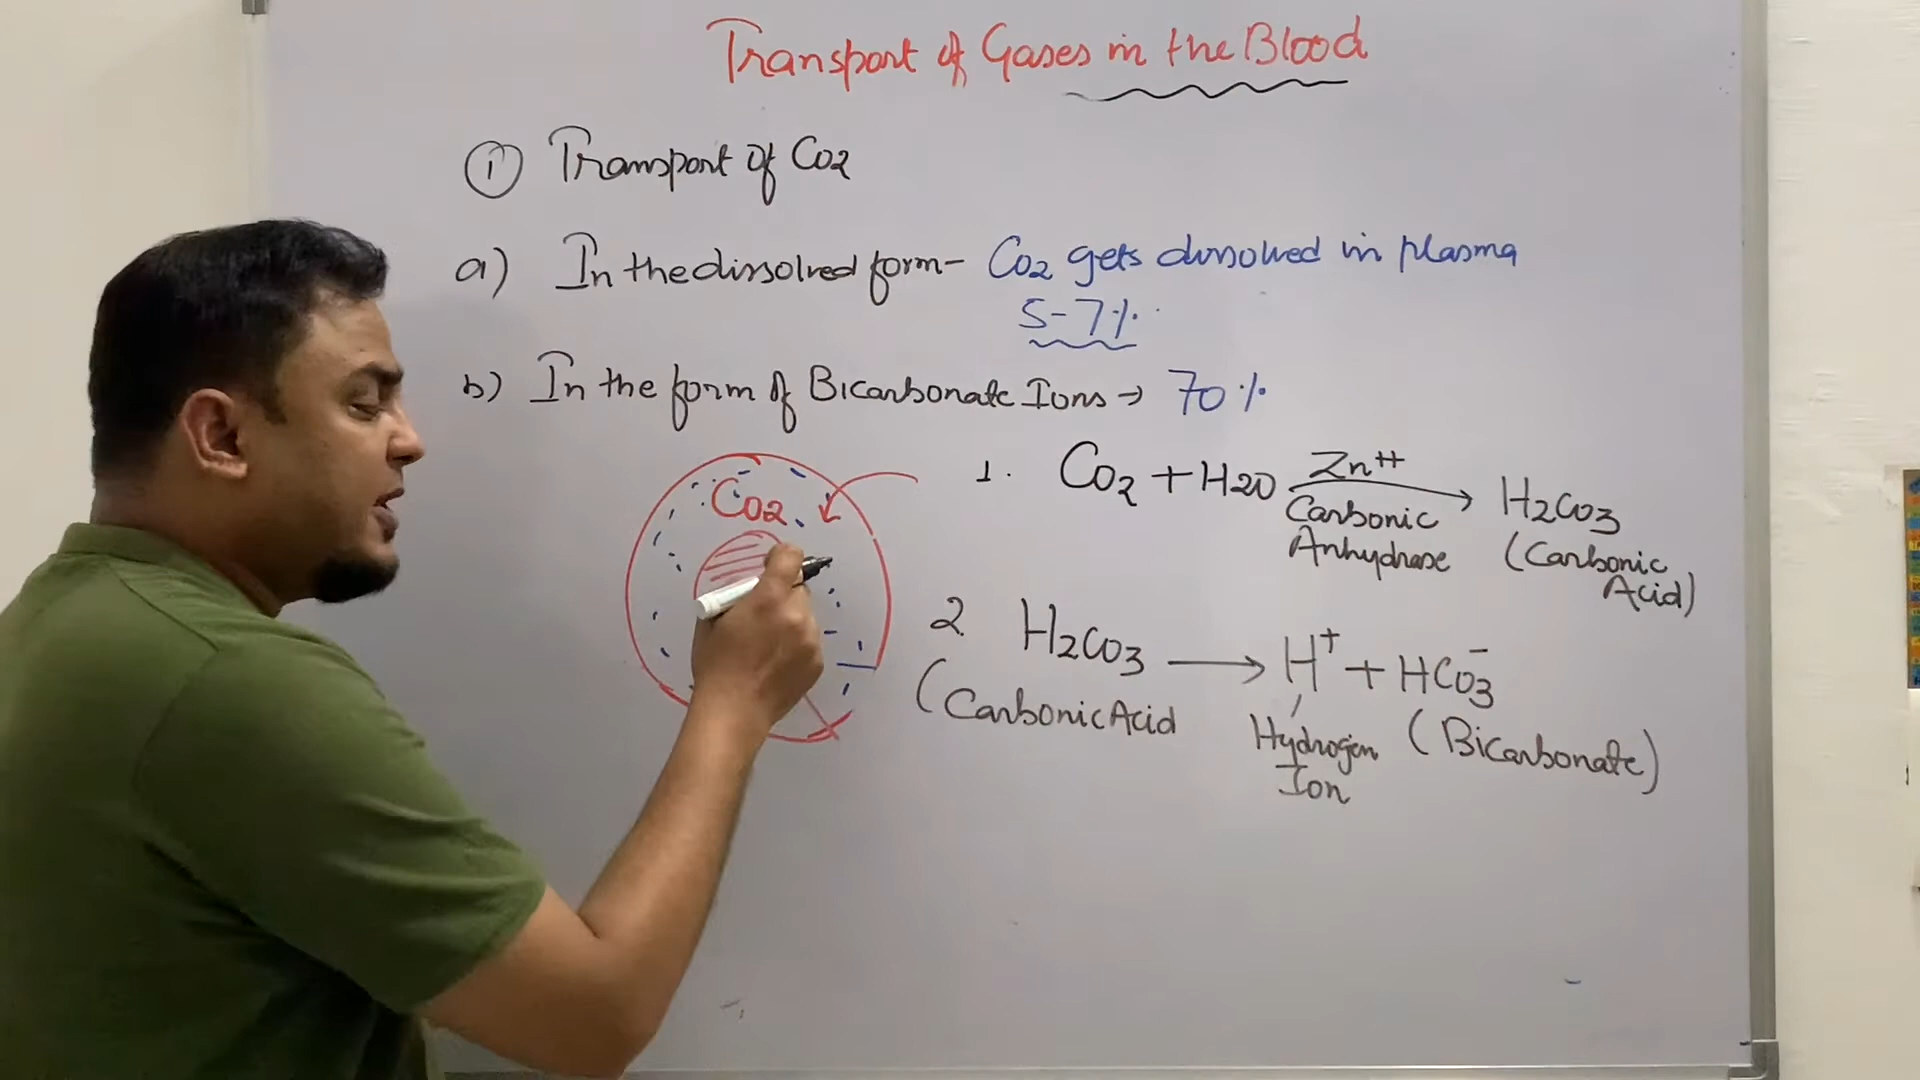 Transport of Gases in the Blood
① Transport of Co2
a) In the dissolved form - Co2 gets dissolved in plasma
5-7%
b) In the form of Bicarbonate Ions → 70%
Co2
1. Co2 + H2O Zn++ → H2Co3
Carbonic Anhydrase (Carbonic Acid)
2. H2Co3 → H+ + HCo3-
(Carbonic Acid Hydrogen Ion (Bicarbonate)